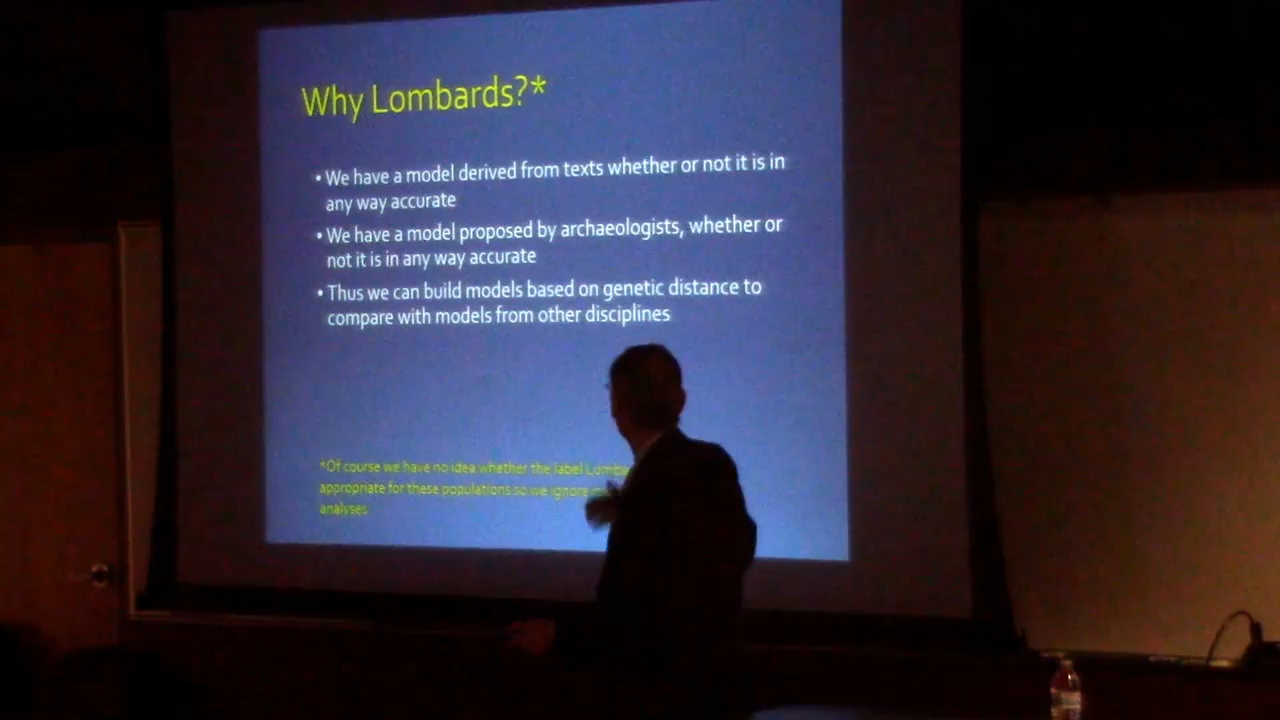 Why Lombards?*
• We have a model derived from texts whether or not it is in
any way accurate
• We have a model proposed by archaeologists, whether or
not it is in any way accurate
• Thus we can build models based on genetic distance to
compare with models from other disciplines
*Of course we have no idea whether the label
appropriate for these populations so we ignore
analyses